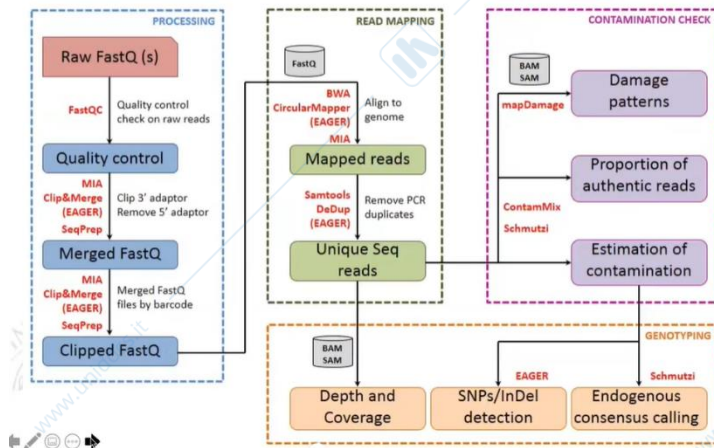 PROCESSING
Raw FastQ (s)
FastQC
Quality control
check on raw reads
Quality control
MIA
Clip&Merge
(EAGER)
SeqPrep
Clip 3' adaptor
Remove 5' adaptor
Merged FastQ
MIA
Clip&Merge
(EAGER)
SeqPrep
Merged FastQ
files by barcode
Clipped FastQ
READ MAPPING
FastQ
BWA
CircularMapper
(EAGER)
MIA
Align to
genome
Mapped reads
Samtools
DeDup
(EAGER)
Remove PCR
duplicates
Unique Seq
reads
CONTAMINATION CHECK
BAM
SAM
mapDamage
Damage
patterns
Proportion of
authentic reads
ContamMix
Schmutzi
Estimation of
contamination
GENOTYPING
BAM
SAM
EAGER
Schmutzi
Depth and
Coverage
SNPs/InDel
detection
Endogenous
consensus calling